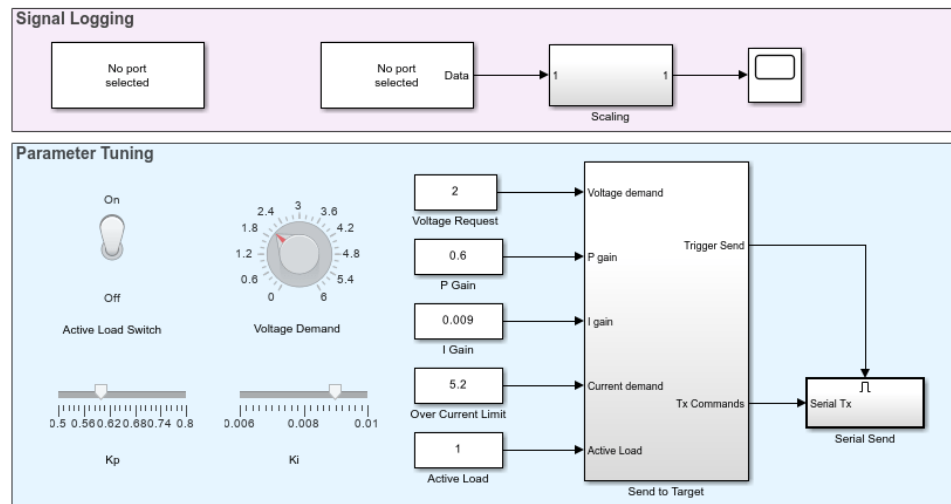 Signal Logging
No port
selected
No port
selected
Data
1
1
Scaling
Parameter Tuning
On
Off
Active Load Switch
0
0.6
1.2
1.8
2.4
3
3.6
4.2
4.8
5.4
6
Voltage Demand
0.5 0.56 0.62 0.68 0.74 0.8
Kp
0.006 0.008 0.01
Ki
2
Voltage Request
0.6
P Gain
0.009
I Gain
5.2
Over Current Limit
1
Active Load
Voltage demand
P gain
I gain
Current demand
Active Load
Trigger Send
Tx Commands
Send to Target
Serial Tx
Serial Send